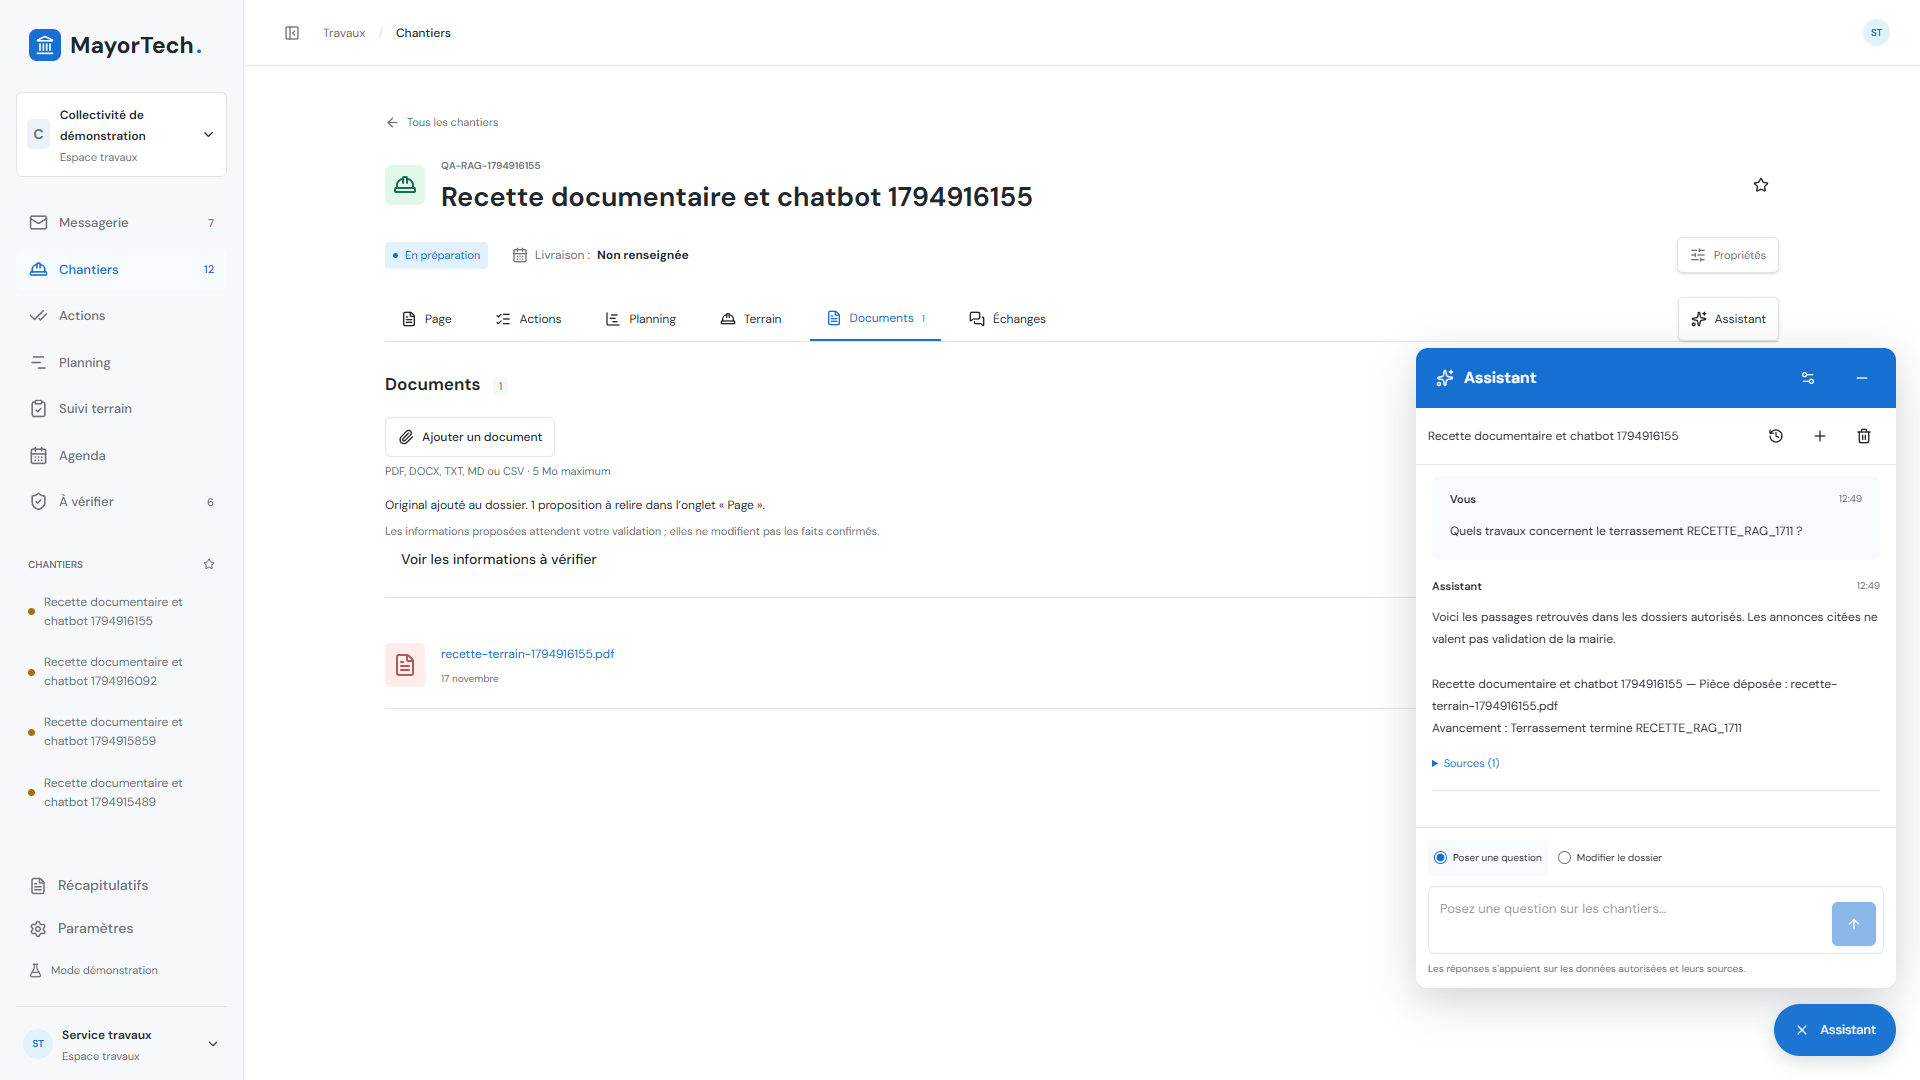 MayorTech.
C
Collectivité de
démonstration
Espace travaux
Messagerie 7
Chantiers 12
Actions
Planning
Suivi terrain
Agenda
À vérifier 6
CHANTIERS
Recette documentaire et
chatbot 1794916155
Recette documentaire et
chatbot 1794916092
Recette documentaire et
chatbot 1794915859
Recette documentaire et
chatbot 1794915489
Récapitulatifs
Paramètres
Mode démonstration
ST
Service travaux
Espace travaux
Travaux / Chantiers
ST
Tous les chantiers
QA-RAG-1794916155
Recette documentaire et chatbot 1794916155
En préparation
Livraison : Non renseignée
Propriétés
Page
Actions
Planning
Terrain
Documents 1
Échanges
Assistant
Documents 1
Ajouter un document
PDF, DOCX, TXT, MD ou CSV · 5 Mo maximum
Original ajouté au dossier. 1 proposition à relire dans l’onglet « Page ».
Les informations proposées attendent votre validation ; elles ne modifient pas les faits confirmés.
Voir les informations à vérifier
recette-terrain-1794916155.pdf
17 novembre
Assistant
Recette documentaire et chatbot 1794916155
Vous 12:49
Quels travaux concernent le terrassement RECETTE_RAG_1711 ?
Assistant 12:49
Voici les passages retrouvés dans les dossiers autorisés. Les annonces citées ne
valent pas validation de la mairie.
Recette documentaire et chatbot 1794916155 — Pièce déposée : recette-
terrain-1794916155.pdf
Avancement : Terrassement termine RECETTE_RAG_1711
Sources (1)
Poser une question
Modifier le dossier
Posez une question sur les chantiers…
Les réponses s’appuient sur les données autorisées et leurs sources.
Assistant